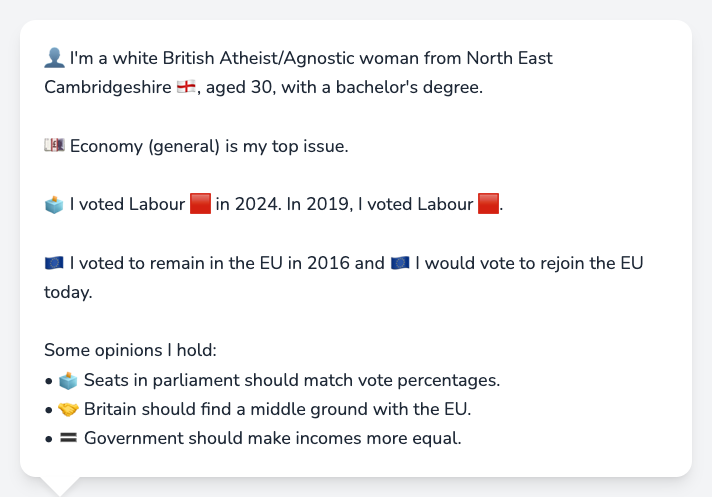 👤 I'm a white British Atheist/Agnostic woman from North East
Cambridgeshire 🏴󠁧󠁢󠁥󠁮󠁧󠁿, aged 30, with a bachelor's degree.
💷 Economy (general) is my top issue.
🗳️ I voted Labour 🟥 in 2024. In 2019, I voted Labour 🟥.
🇪🇺 I voted to remain in the EU in 2016 and 🇪🇺 I would vote to rejoin the EU
today.
Some opinions I hold:
• 🗳️ Seats in parliament should match vote percentages.
• 🤝 Britain should find a middle ground with the EU.
• 🟰 Government should make incomes more equal.